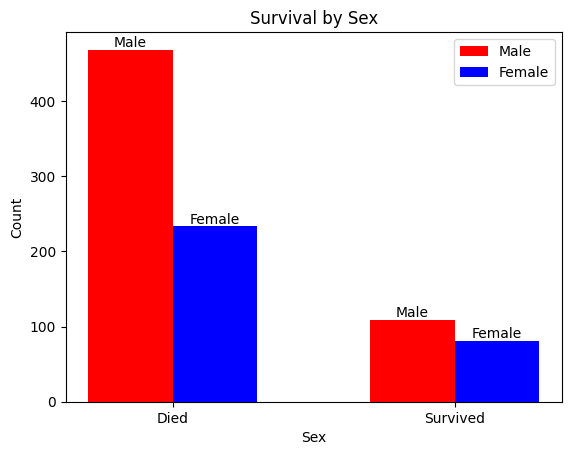 Survival by Sex
Male
Female
Male
Female
Male
Female
Count
400
300
200
100
0
Died
Survived
Sex